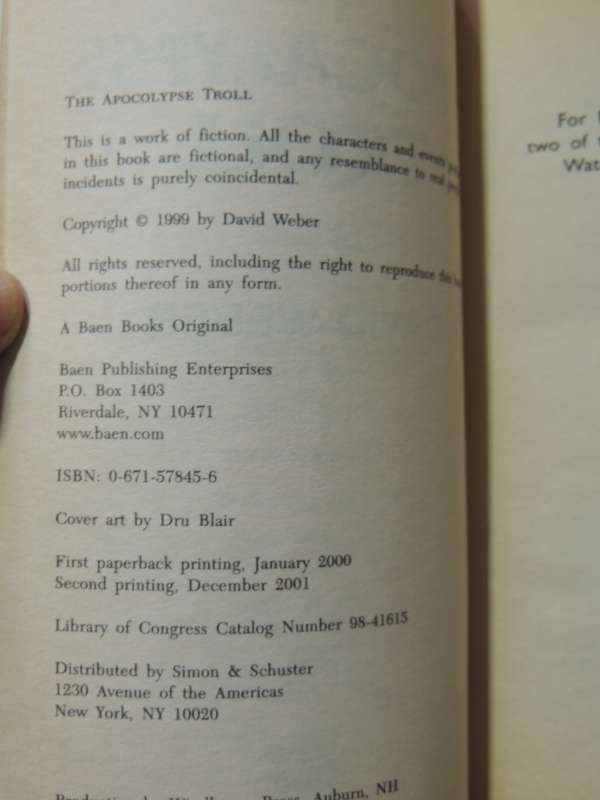 THE APOCOLYPSE TROLL
This is a work of fiction. All the characters and events
in this book are fictional, and any resemblance to real
incidents is purely coincidental.
Copyright © 1999 by David Weber
All rights reserved, including the right to reproduce this
portions thereof in any form.
A Baen Books Original
Baen Publishing Enterprises
P.O. Box 1403
Riverdale, NY 10471
www.baen.com
ISBN: 0-671-57845-6
Cover art by Dru Blair
First paperback printing, January 2000
Second printing, December 2001
Library of Congress Catalog Number 98-41615
Distributed by Simon & Schuster
1230 Avenue of the Americas
New York, NY 10020
Auburn, NH
For
two of